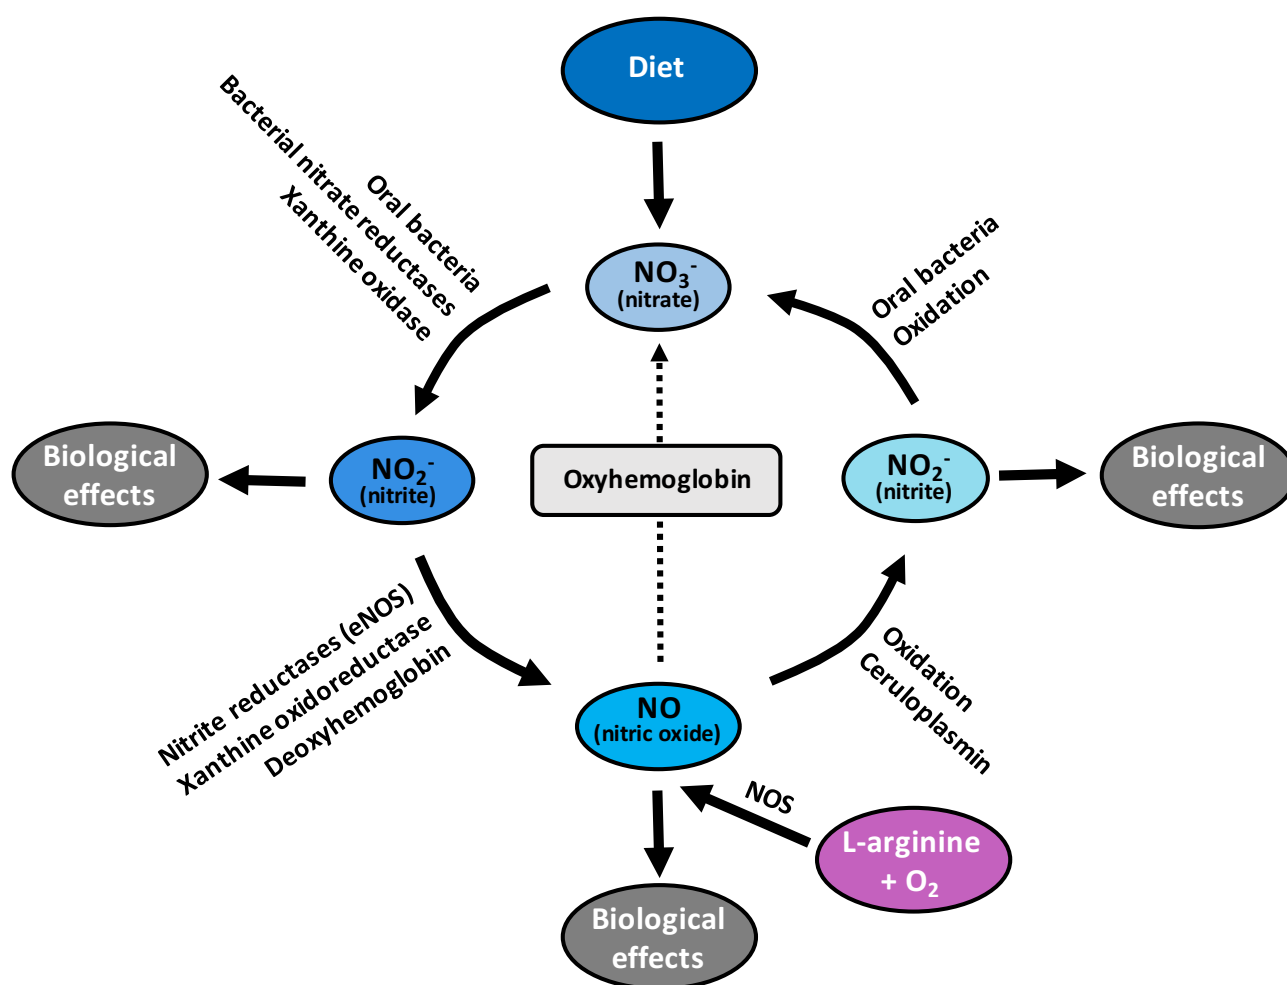 Diet
Oral bacteria
Bacterial nitrate reductases
Xanthine oxidase
NO₃⁻
(nitrate)
Oral bacteria
Oxidation
Biological
effects
NO₂⁻
(nitrite)
Oxyhemoglobin
NO₂⁻
(nitrite)
Biological
effects
Nitrite reductases (eNOS)
Xanthine oxidoreductase
Deoxyhemoglobin
NO
(nitric oxide)
Oxidation
Ceruloplasmin
NOS
L-arginine
+ O₂
Biological
effects